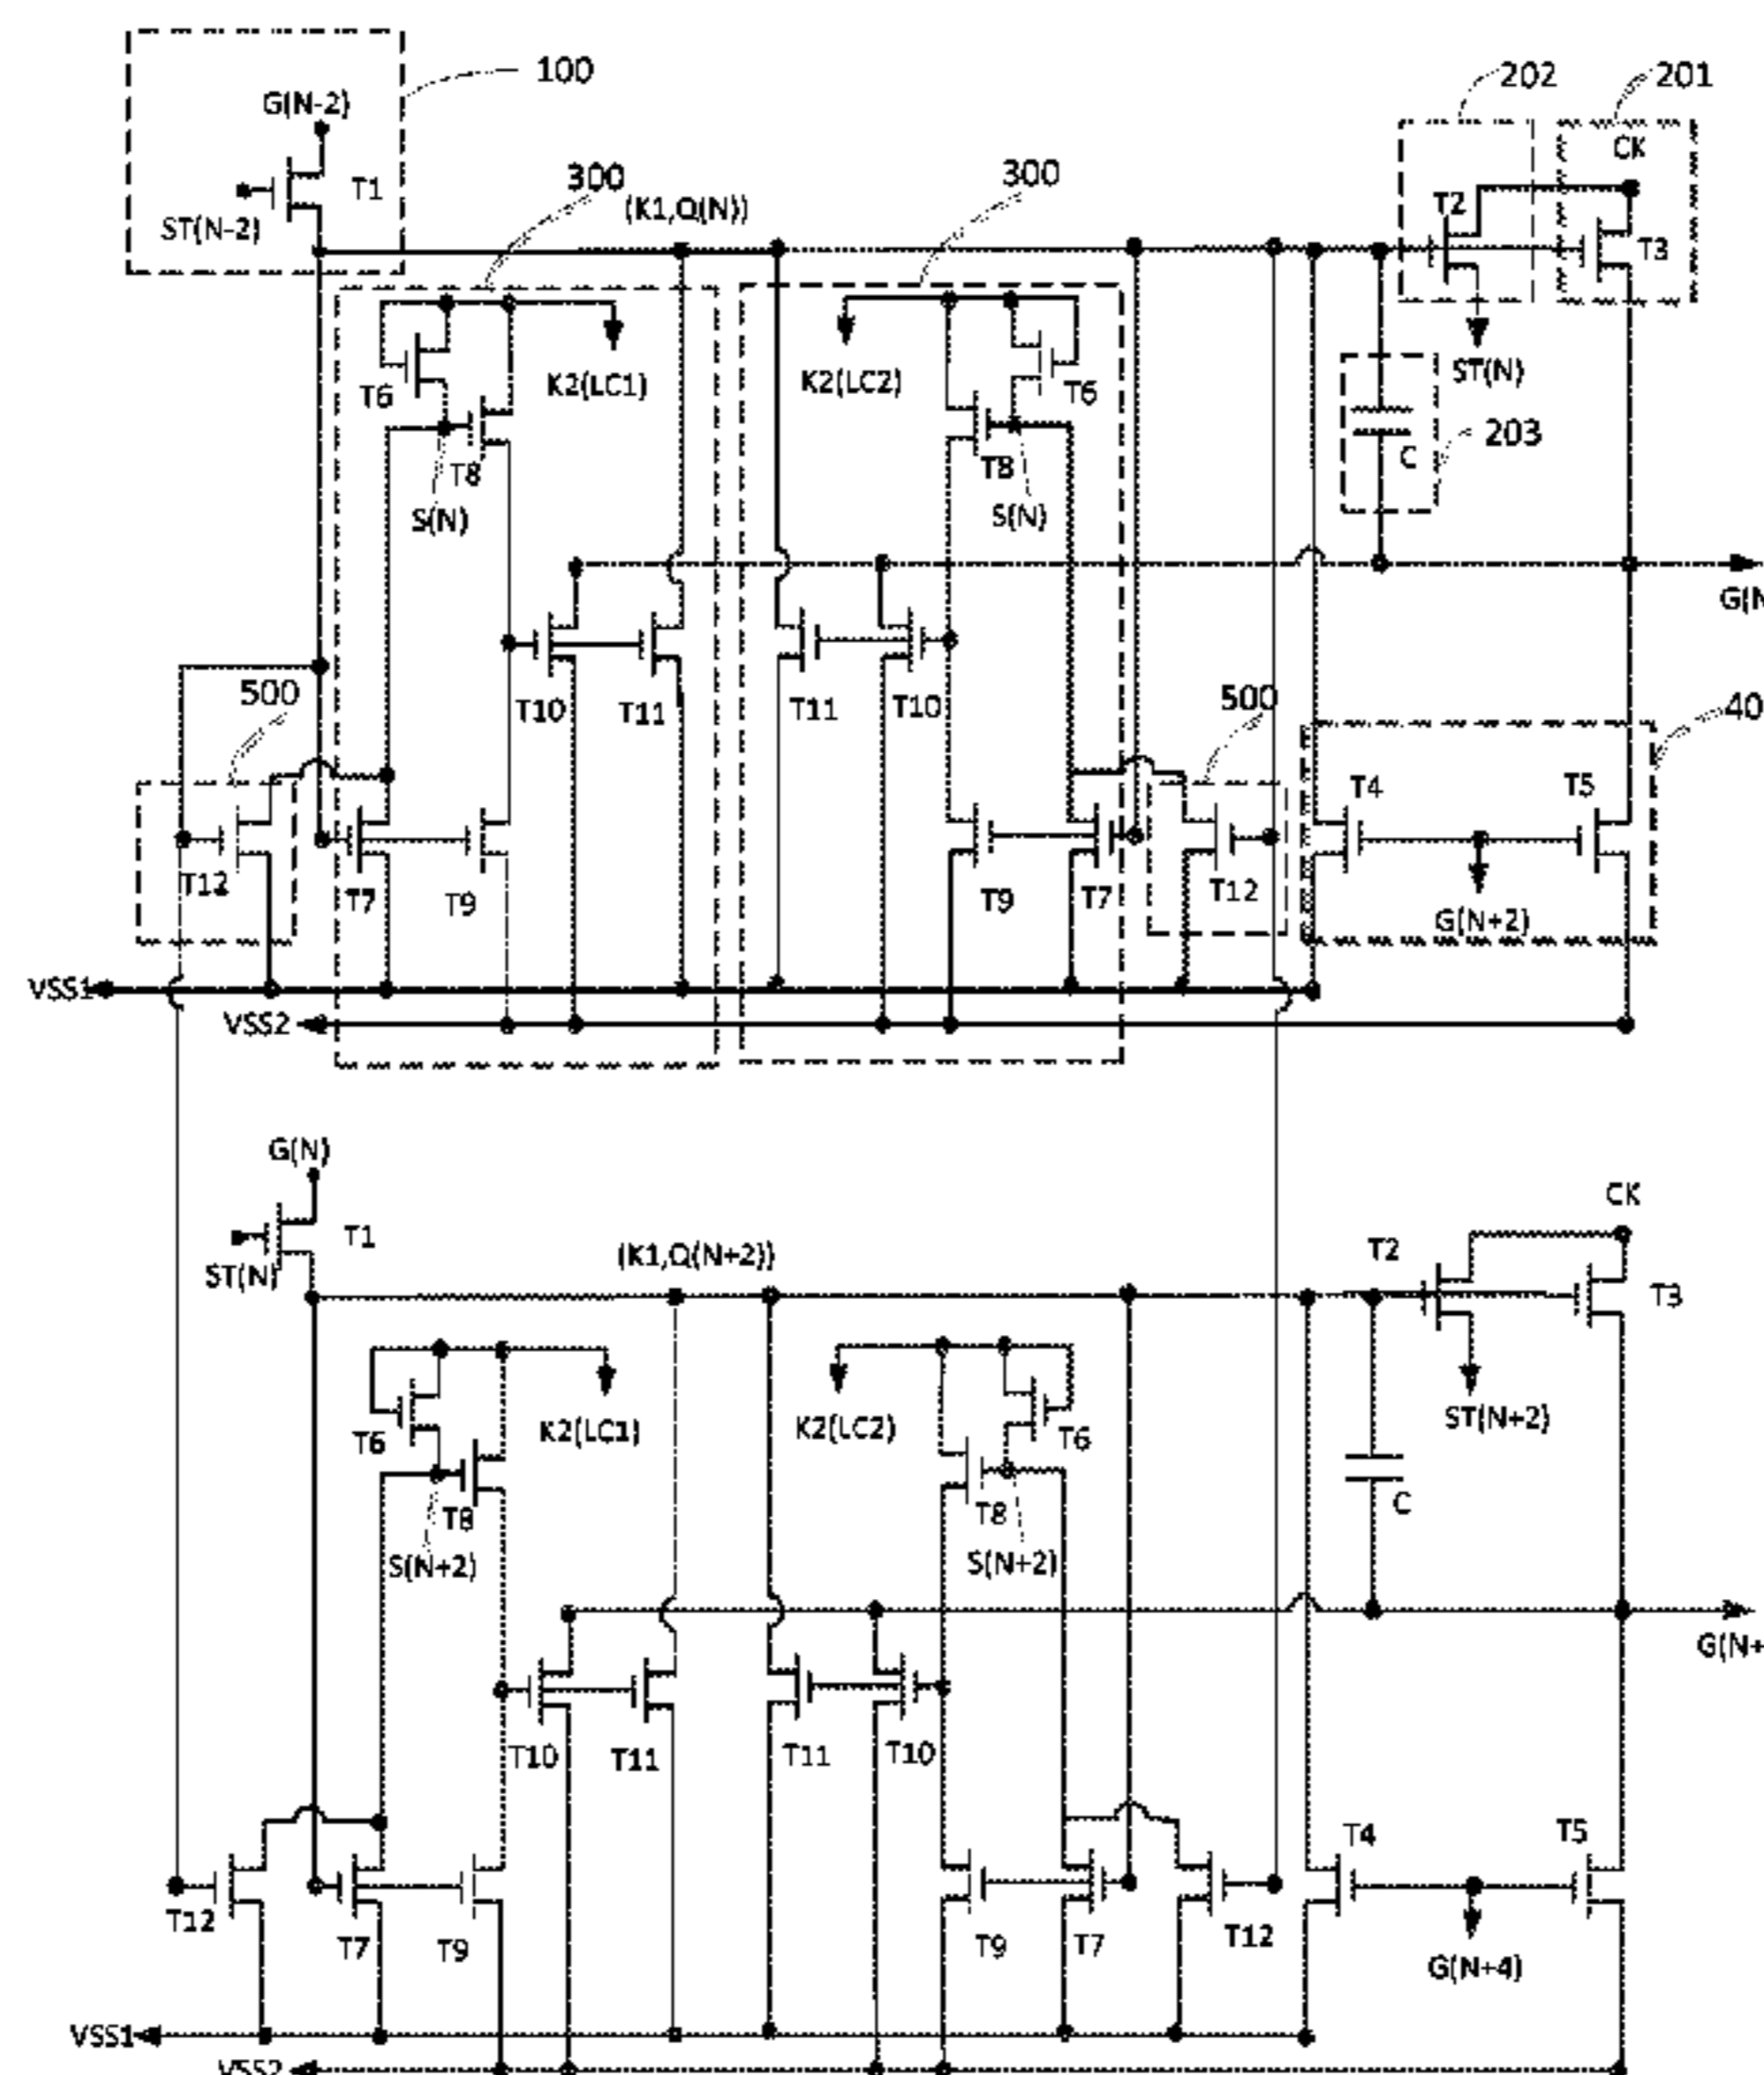 100
G(N-2)
T1
ST(N-2)
300
(K1,Q(N))
300
202
201
CK
T2
T3
ST(N)
T6
K2(LC1)
K2(LC2)
T6
T8
S(N)
T8
S(N)
C
203
G(N
T10
T11
T11
T10
500
500
40
T4
T5
T12
T7
T9
T9
T7
T12
G(N+2)
VSS1
VSS2
G(N)
T1
ST(N)
(K1,Q(N+2))
CK
T2
T3
ST(N+2)
T6
K2(LC1)
K2(LC2)
T6
T8
S(N+2)
T8
S(N+2)
C
G(N+
T10
T11
T11
T10
T4
T5
T12
T7
T9
T9
T7
T12
G(N+4)
VSS1
VSS2